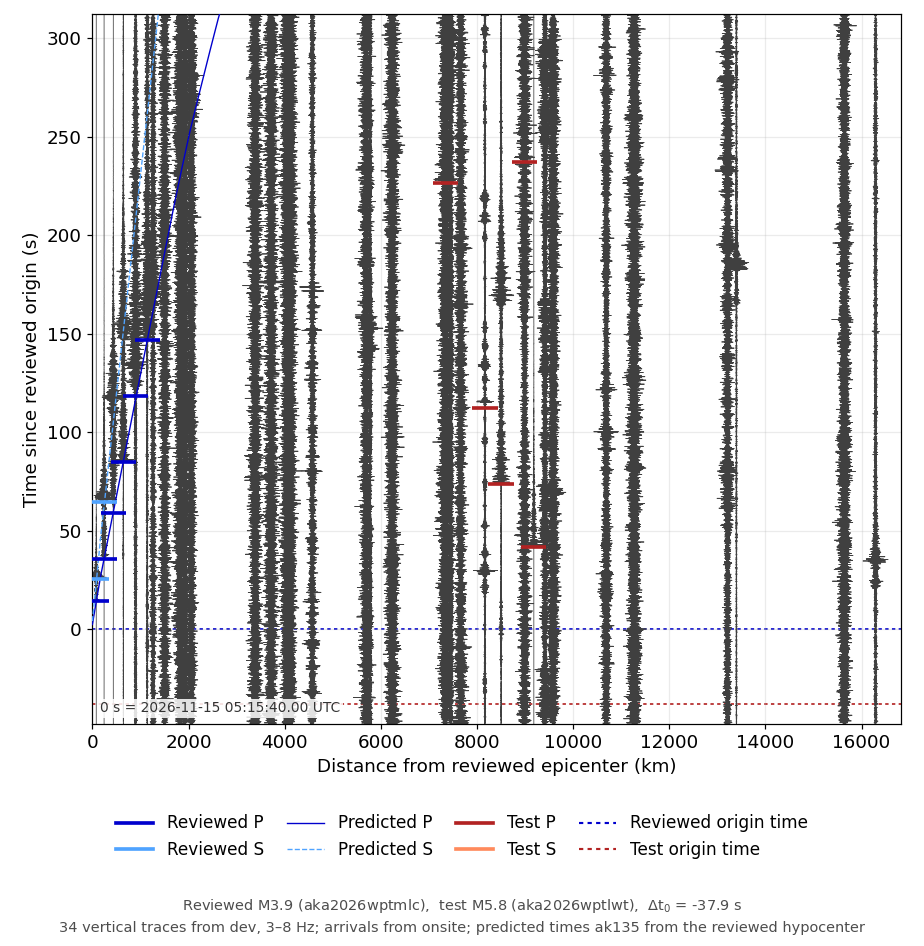 300
250
200
150
100
50
0
Time since reviewed origin (s)
0 s = 2026-11-15 05:15:40.00 UTC
0 2000 4000 6000 8000 10000 12000 14000 16000
Distance from reviewed epicenter (km)
Reviewed P Predicted P Test P Reviewed origin time
Reviewed S Predicted S Test S Test origin time
Reviewed M3.9 (aka2026wptmlc), test M5.8 (aka2026wptlwt), Δt₀ = -37.9 s
34 vertical traces from dev, 3–8 Hz; arrivals from onsite; predicted times ak135 from the reviewed hypocenter